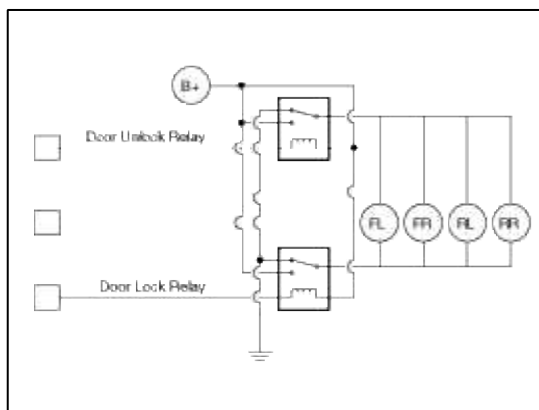 B+
Door Unlock Relay
FL FR RL RR
Door Lock Relay